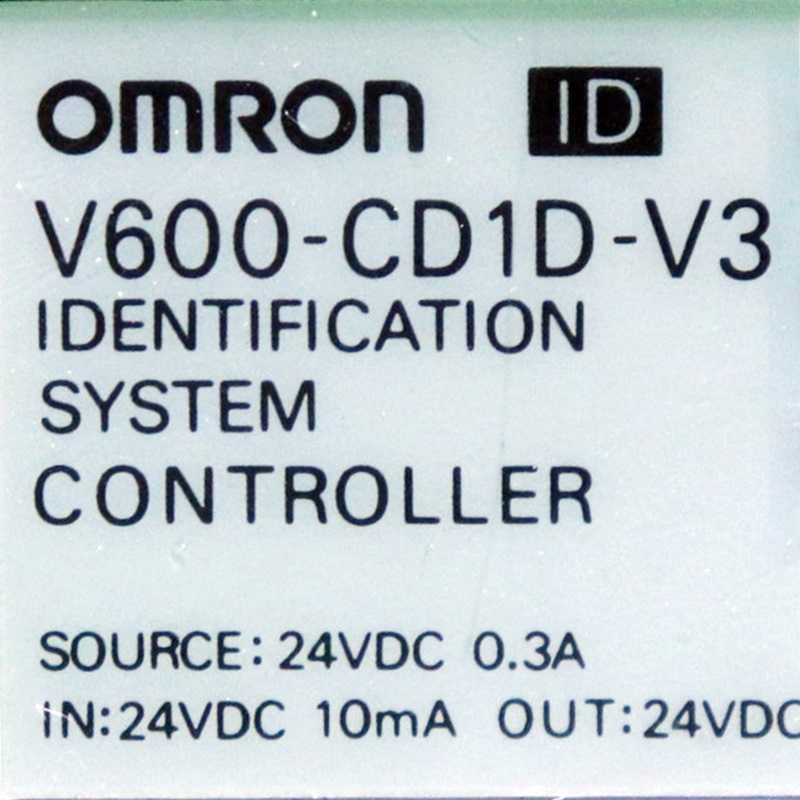 OMRON ID
V600-CD1D-V3
IDENTIFICATION
SYSTEM
CONTROLLER
SOURCE: 24VDC 0.3A
IN:24VDC 10mA OUT:24VDC